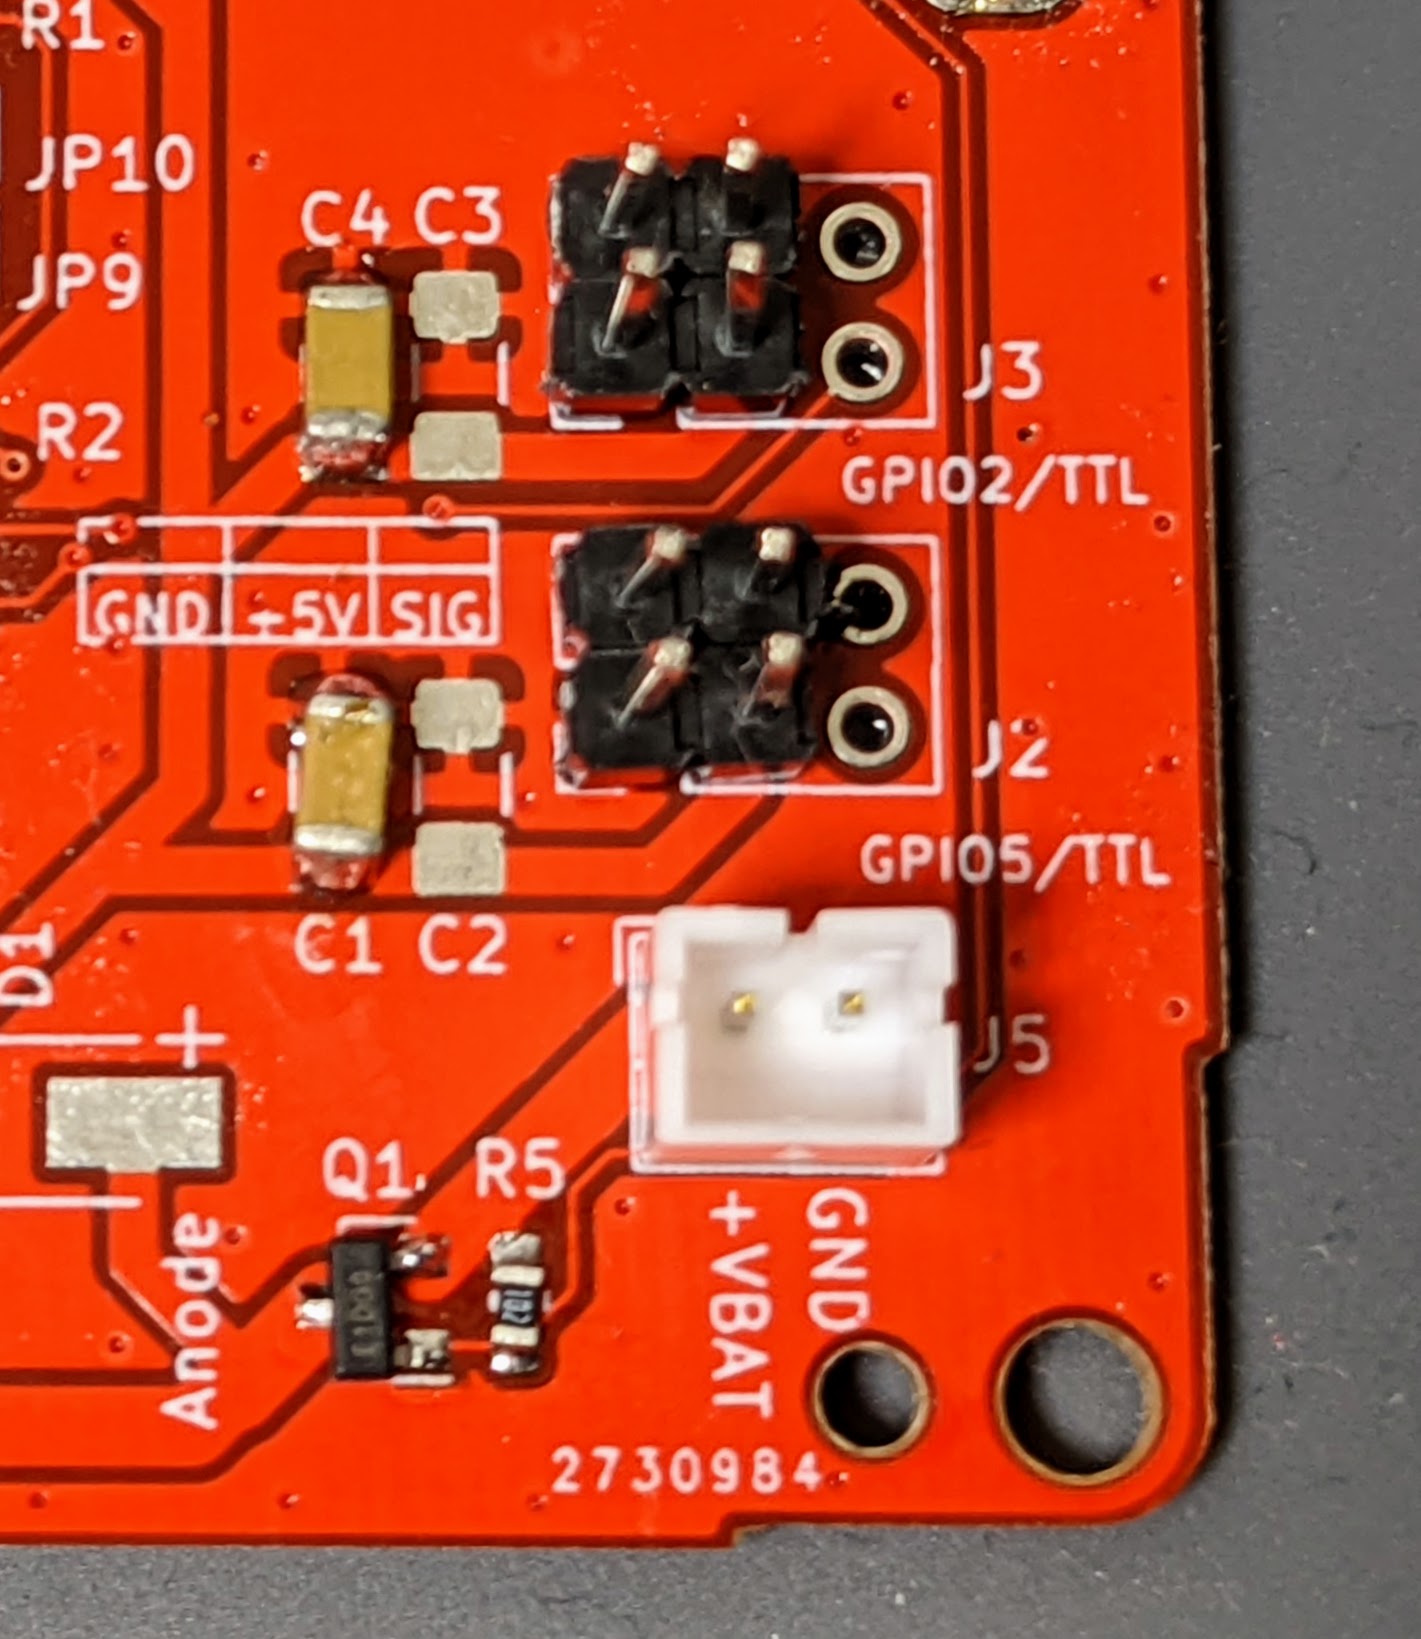 R1
JP10
C4 C3
JP9
J3
R2
GPIO2/TTL
GND +5V SIG
J2
GPIO5/TTL
C1 C2
D1
+
J5
Q1 R5
+VBAT
GND
Anode
102
2730984